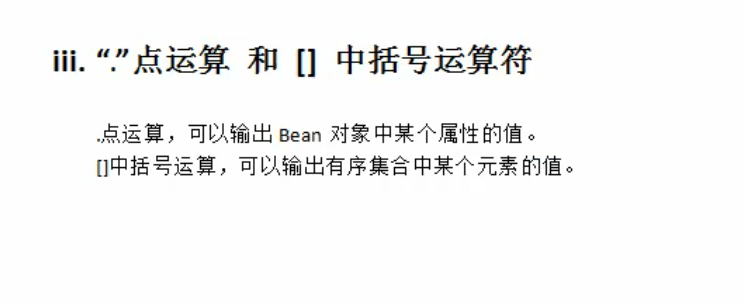 iii. “.”点运算 和 [] 中括号运算符
.点运算，可以输出 Bean 对象中某个属性的值。
[]中括号运算，可以输出有序集合中某个元素的值。